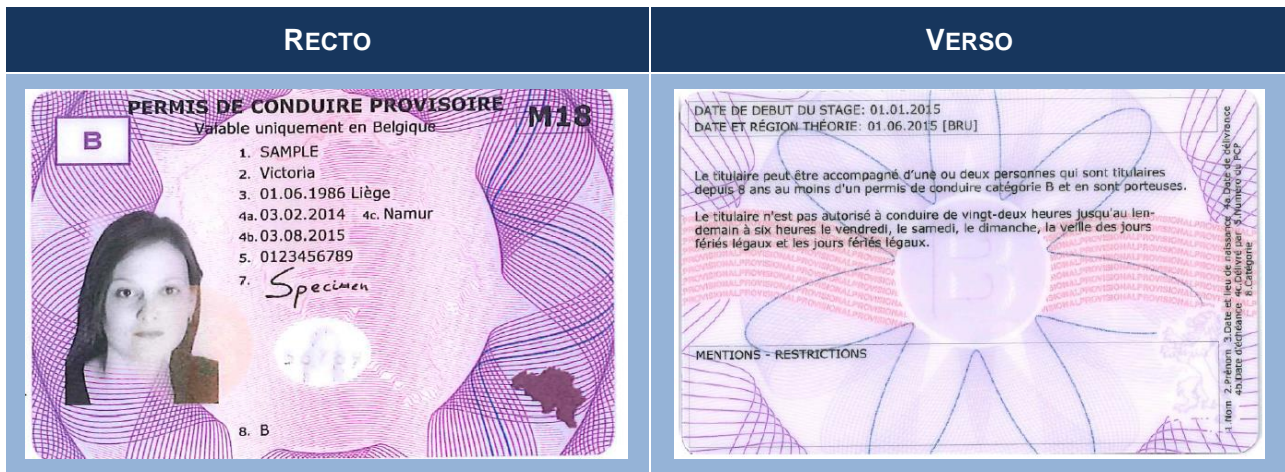 RECTO
VERSO
PERMIS DE CONDUIRE PROVISOIRE
M18
B
Valable uniquement en Belgique
1. SAMPLE
2. Victoria
3. 01.06.1986 Liège
4a. 03.02.2014 4c. Namur
4b. 03.08.2015
5. 0123456789
7. Specimen
8. B
DATE DE DEBUT DU STAGE: 01.01.2015
DATE ET RÉGION THÉORIE: 01.06.2015 [BRU]
Le titulaire peut être accompagné d'une ou deux personnes qui sont titulaires
depuis 8 ans au moins d'un permis de conduire catégorie B et en sont porteuses.
Le titulaire n'est pas autorisé à conduire de vingt-deux heures jusqu'au len-
demain à six heures le vendredi, le samedi, le dimanche, la veille des jours
fériés légaux et les jours fériés légaux.
B
MENTIONS - RESTRICTIONS
1.Nom 2.Prénom 3.Date et lieu de naissance 4a.Date de délivrance
4b.Date d'échéance 4c.Délivré par 5.Numéro du PCP
8.Catégorie